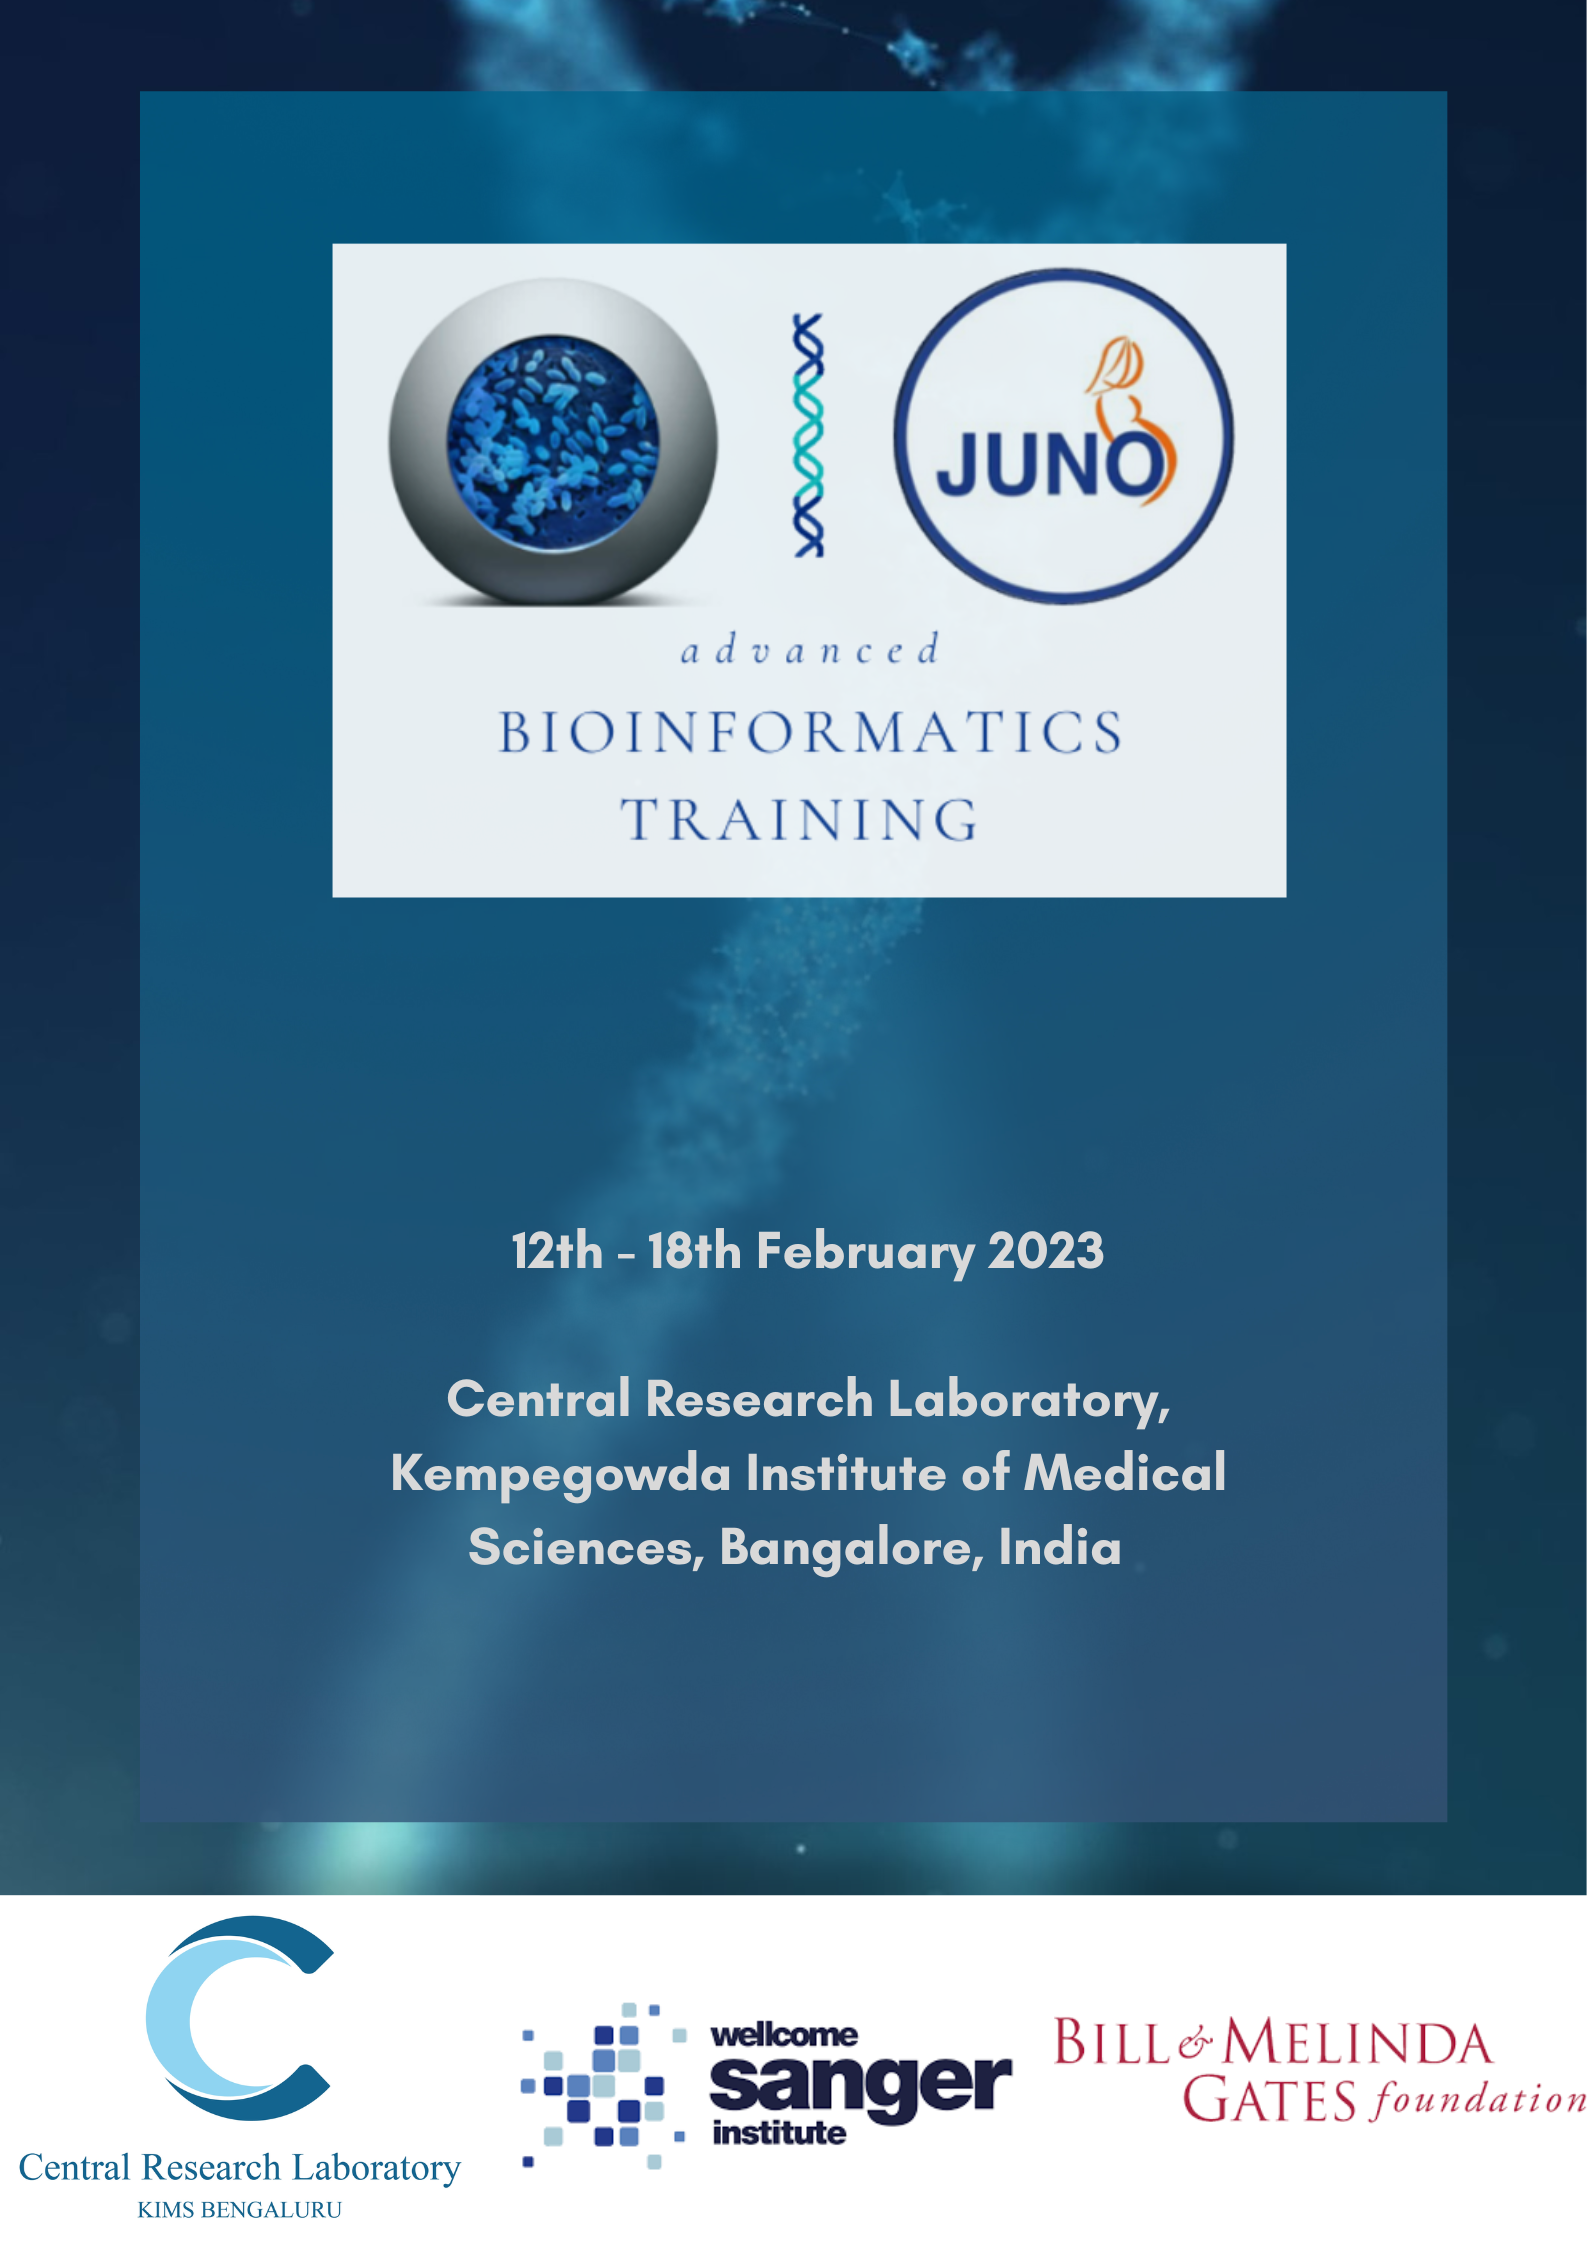 JUNO
advanced
BIOINFORMATICS
TRAINING
12th - 18th February 2023
Central Research Laboratory,
Kempegowda Institute of Medical
Sciences, Bangalore, India
Central Research Laboratory
KIMS BENGALURU
wellcome
sanger
institute
BILL & MELINDA
GATES foundation